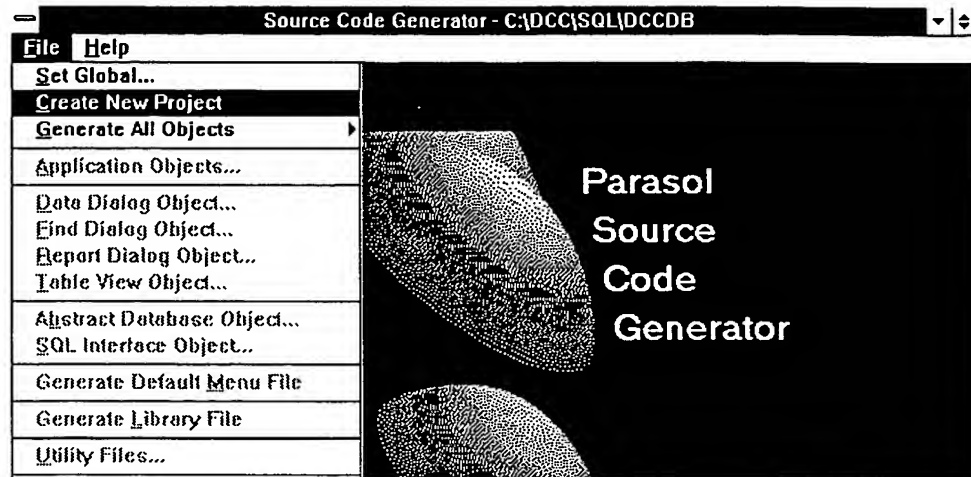 Source Code Generator - C:\DCC\SQL\DCCDB
File Help
Set Global...
Create New Project
Generate All Objects
Application Objects...
Data Dialog Object...
Find Dialog Object...
Report Dialog Object...
Table View Object...
Abstract Database Object...
SQL Interface Object...
Generate Default Menu File
Generate Library File
Utility Files...
Parasol
Source
Code
Generator